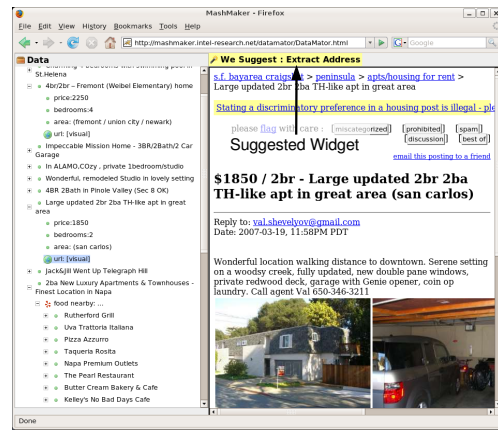 MashMaker - Firefox
File Edit View History Bookmarks Tools Help
http://mashmaker.intel-research.net/datamator/DataMator.html
Google
Data
We Suggest : Extract Address
St.Helena
4br/2br – Fremont (Weibel Elementary) home
price:2250
bedrooms:4
area: (fremont / union city / newark)
url: [visual]
Impeccable Mission Home - 3BR/2Bath/2 Car
Garage
In ALAMO,COzy , private 1bedroom/studio
Wonderful, remodeled Studio in lovely setting
4BR 2Bath in Pinole Valley (Sec 8 OK)
Large updated 2br 2ba TH-like apt in great
area
price:1850
bedrooms:2
area: (san carlos)
url: [visual]
Jack&jill Went Up Telegraph Hill
2ba New Luxury Apartments & Townhouses -
Finest Location in Napa
food nearby: ...
Rutherford Grill
Uva Trattoria Italiana
Pizza Azzurro
Taqueria Rosita
Napa Premium Outlets
The Pearl Restaurant
Butter Cream Bakery & Cafe
Kelley's No Bad Days Cafe
s.f. bayarea craigslist > peninsula > apts/housing for rent >
Large updated 2br 2ba TH-like apt in great area
Stating a discriminatory preference in a housing post is illegal - ple
please flag with care : [miscategorized] [prohibited] [spam]
[discussion] [best of]
Suggested Widget
email this posting to a friend
$1850 / 2br - Large updated 2br 2ba
TH-like apt in great area (san carlos)
Reply to: val.shevelyov@gmail.com
Date: 2007-03-19, 11:58PM PDT
Wonderful location walking distance to downtown. Serene setting
on a woodsy creek, fully updated, new double pane windows,
private redwood deck, garage with Genie opener, coin op
laundry. Call agent Val 650-346-3211
Done